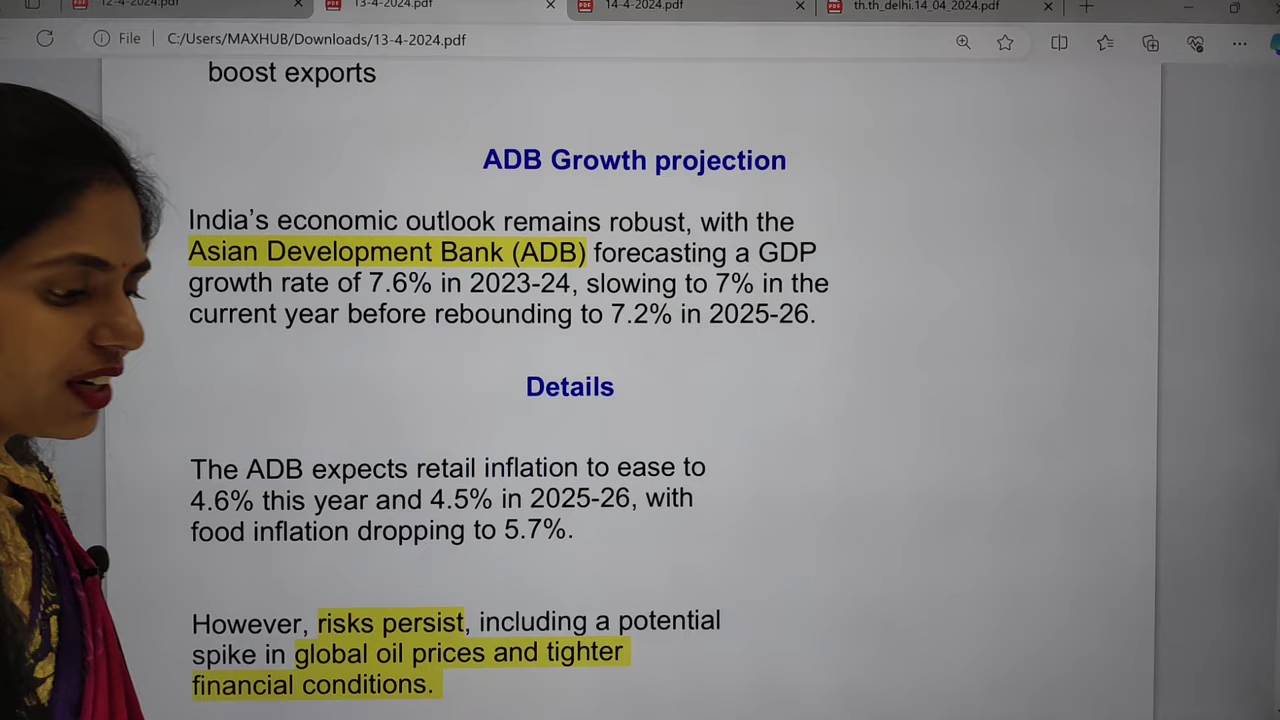 12-4-2024.pdf
13-4-2024.pdf
14-4-2024.pdf
th.th_delhi.14_04_2024.pdf
File
C:/Users/MAXHUB/Downloads/13-4-2024.pdf
boost exports
ADB Growth projection
India’s economic outlook remains robust, with the
Asian Development Bank (ADB) forecasting a GDP
growth rate of 7.6% in 2023-24, slowing to 7% in the
current year before rebounding to 7.2% in 2025-26.
Details
The ADB expects retail inflation to ease to
4.6% this year and 4.5% in 2025-26, with
food inflation dropping to 5.7%.
However, risks persist, including a potential
spike in global oil prices and tighter
financial conditions.